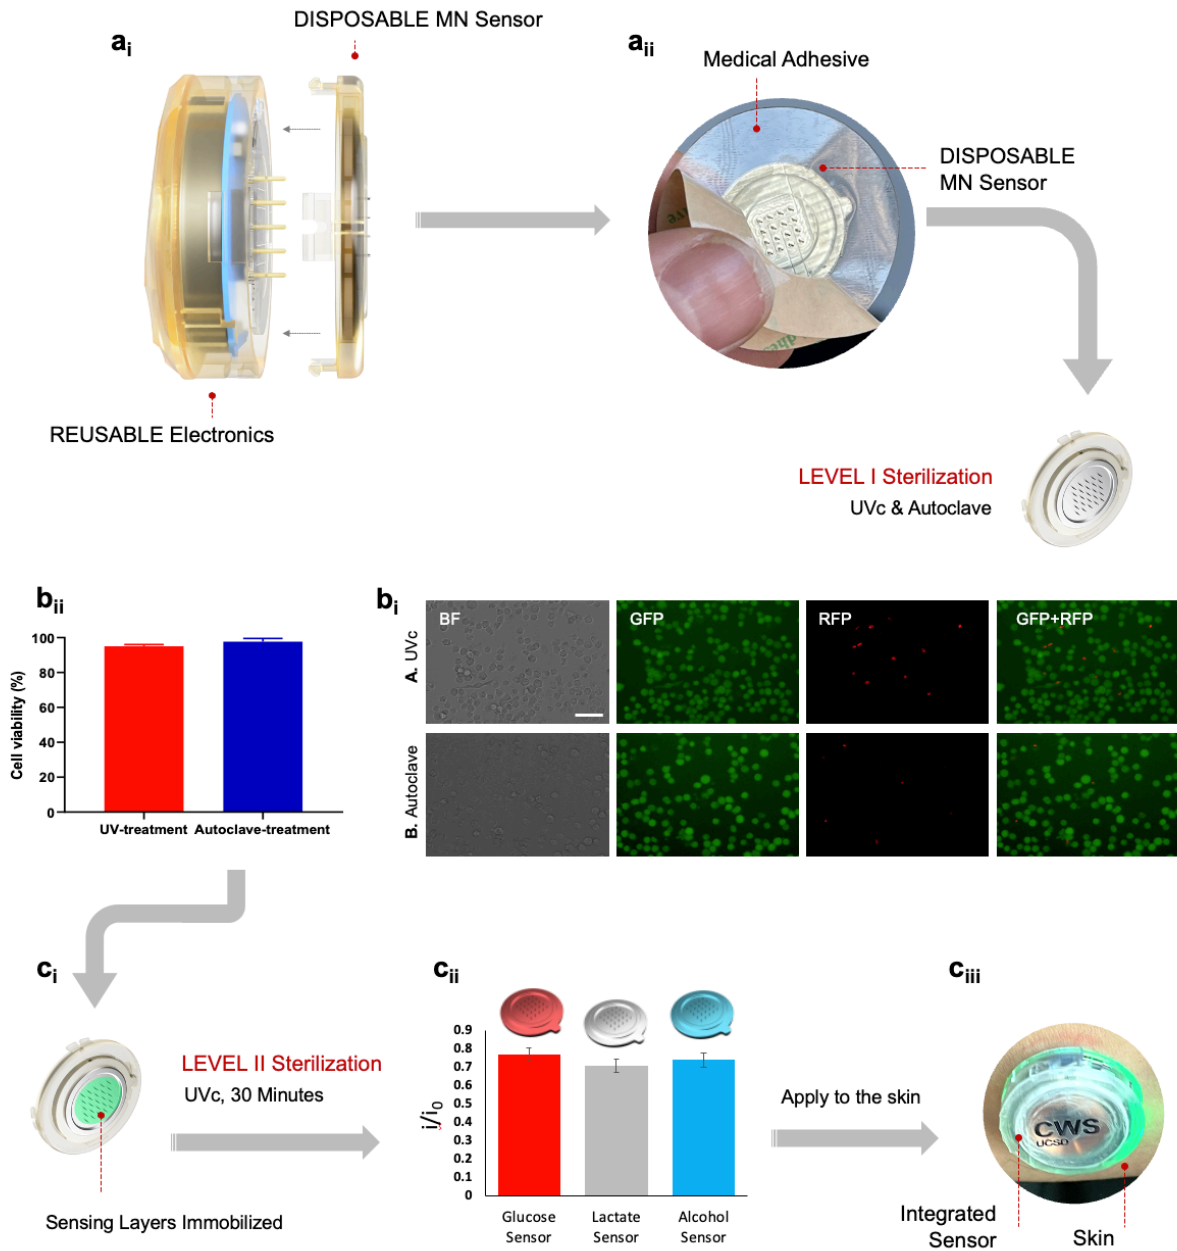 DISPOSABLE MN Sensor
ai
aii
Medical Adhesive
DISPOSABLE
MN Sensor
REUSABLE Electronics
LEVEL I Sterilization
UVc & Autoclave
bii
100
80
60
40
20
0
Cell viability (%)
UV-treatment
Autoclave-treatment
bi
BF
GFP
RFP
GFP+RFP
A. UVc
B. Autoclave
ci
LEVEL II Sterilization
UVc, 30 Minutes
Sensing Layers Immobilized
cii
0.9
0.8
0.7
0.6
0.5
0.4
0.3
0.2
0.1
0
i/i0
Glucose
Sensor
Lactate
Sensor
Alcohol
Sensor
Apply to the skin
ciii
CWS
UCSD
Integrated
Sensor
Skin